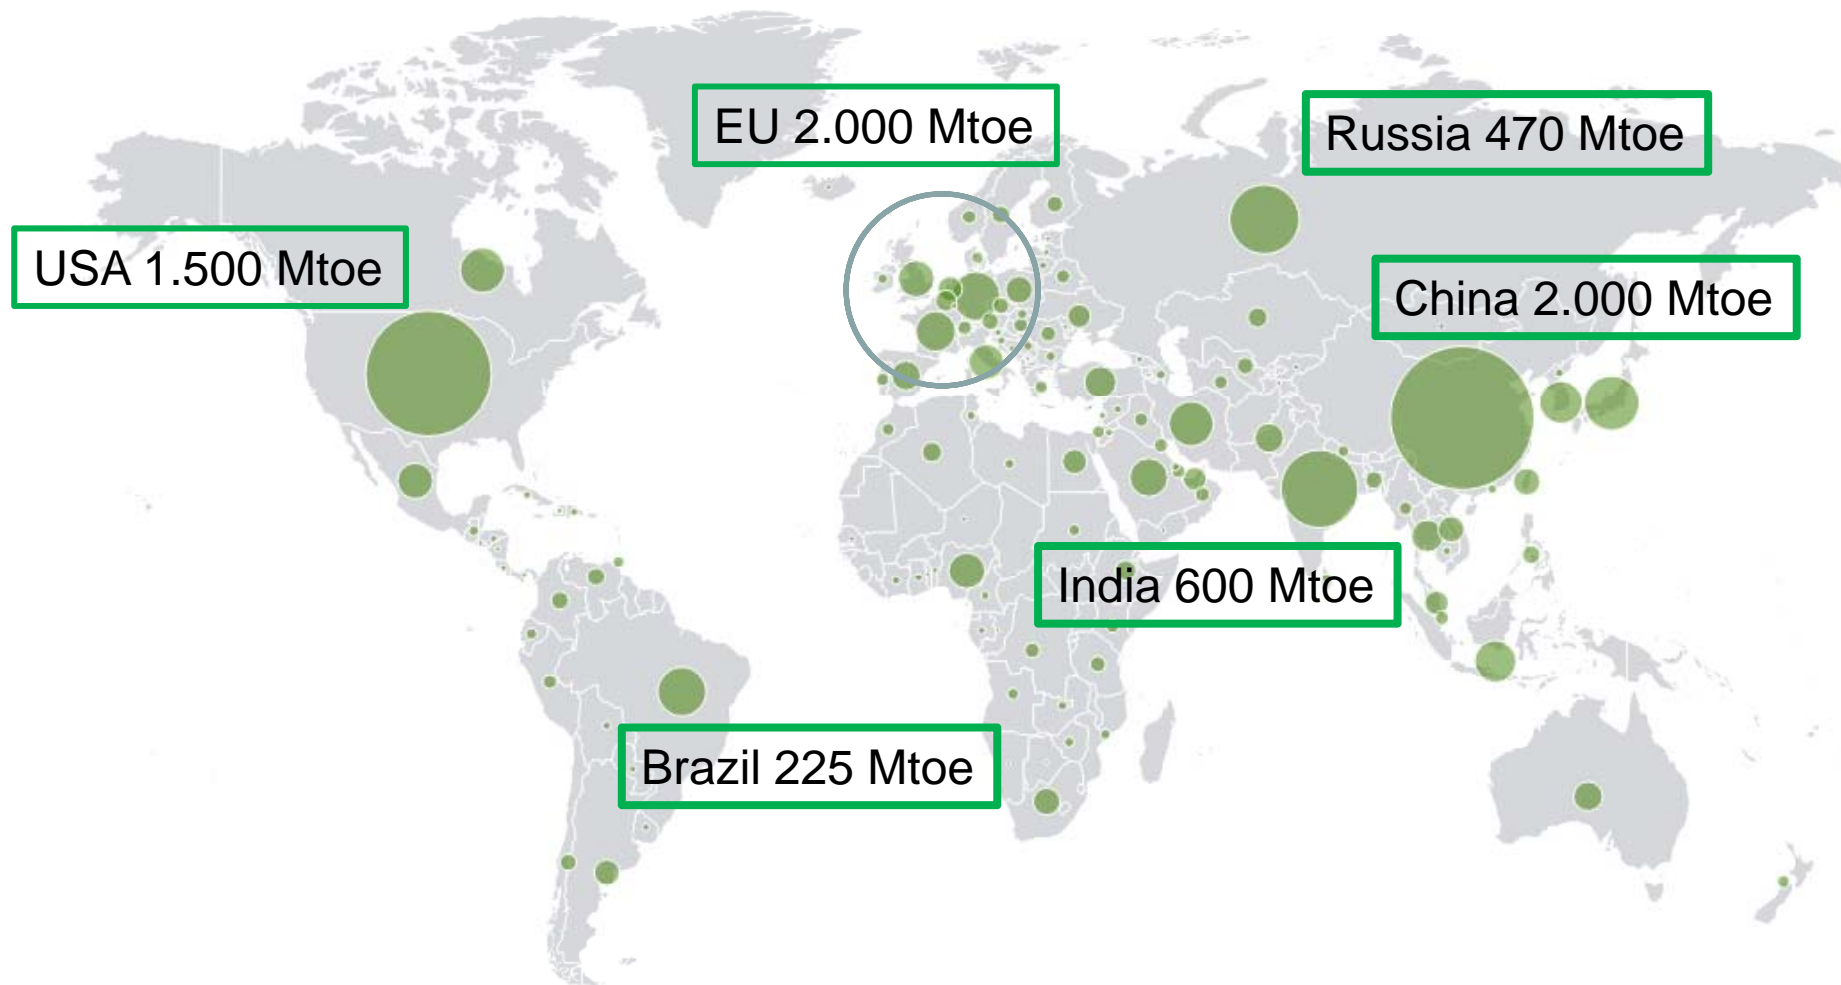 EU 2.000 Mtoe
Russia 470 Mtoe
USA 1.500 Mtoe
China 2.000 Mtoe
India 600 Mtoe
Brazil 225 Mtoe